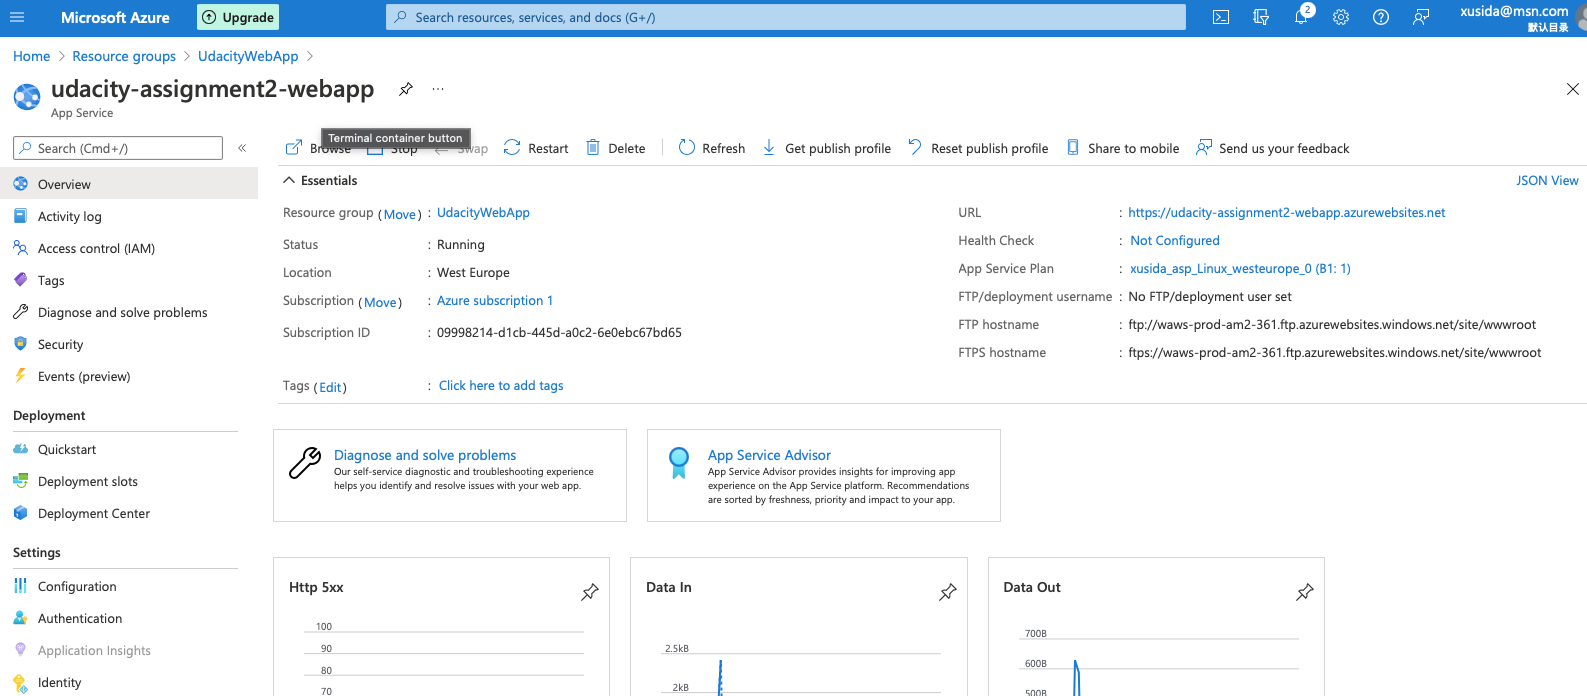 Microsoft Azure
Upgrade
Search resources, services, and docs (G+/)
2
xusida@msn.com
默认目录
Home > Resource groups > UdacityWebApp >
udacity-assignment2-webapp ...
App Service
Terminal container button
Search (Cmd+/)
«
Browse
Stop
Swap
Restart
Delete
Refresh
Get publish profile
Reset publish profile
Share to mobile
Send us your feedback
Overview
Activity log
Access control (IAM)
Tags
Diagnose and solve problems
Security
Events (preview)
Deployment
Quickstart
Deployment slots
Deployment Center
Settings
Configuration
Authentication
Application Insights
Identity
Essentials
JSON View
Resource group (Move) : UdacityWebApp
Status : Running
Location : West Europe
Subscription (Move) : Azure subscription 1
Subscription ID : 09998214-d1cb-445d-a0c2-6e0ebc67bd65
Tags (Edit) : Click here to add tags
URL : https://udacity-assignment2-webapp.azurewebsites.net
Health Check : Not Configured
App Service Plan : xusida_asp_Linux_westeurope_0 (B1: 1)
FTP/deployment username : No FTP/deployment user set
FTP hostname : ftp://waws-prod-am2-361.ftp.azurewebsites.windows.net/site/wwwroot
FTPS hostname : ftps://waws-prod-am2-361.ftp.azurewebsites.windows.net/site/wwwroot
Diagnose and solve problems
Our self-service diagnostic and troubleshooting experience
helps you identify and resolve issues with your web app.
App Service Advisor
App Service Advisor provides insights for improving app
experience on the App Service platform. Recommendations
are sorted by freshness, priority and impact to your app.
Http 5xx
100
90
80
70
Data In
2.5kB
2kB
Data Out
700B
600B
500B